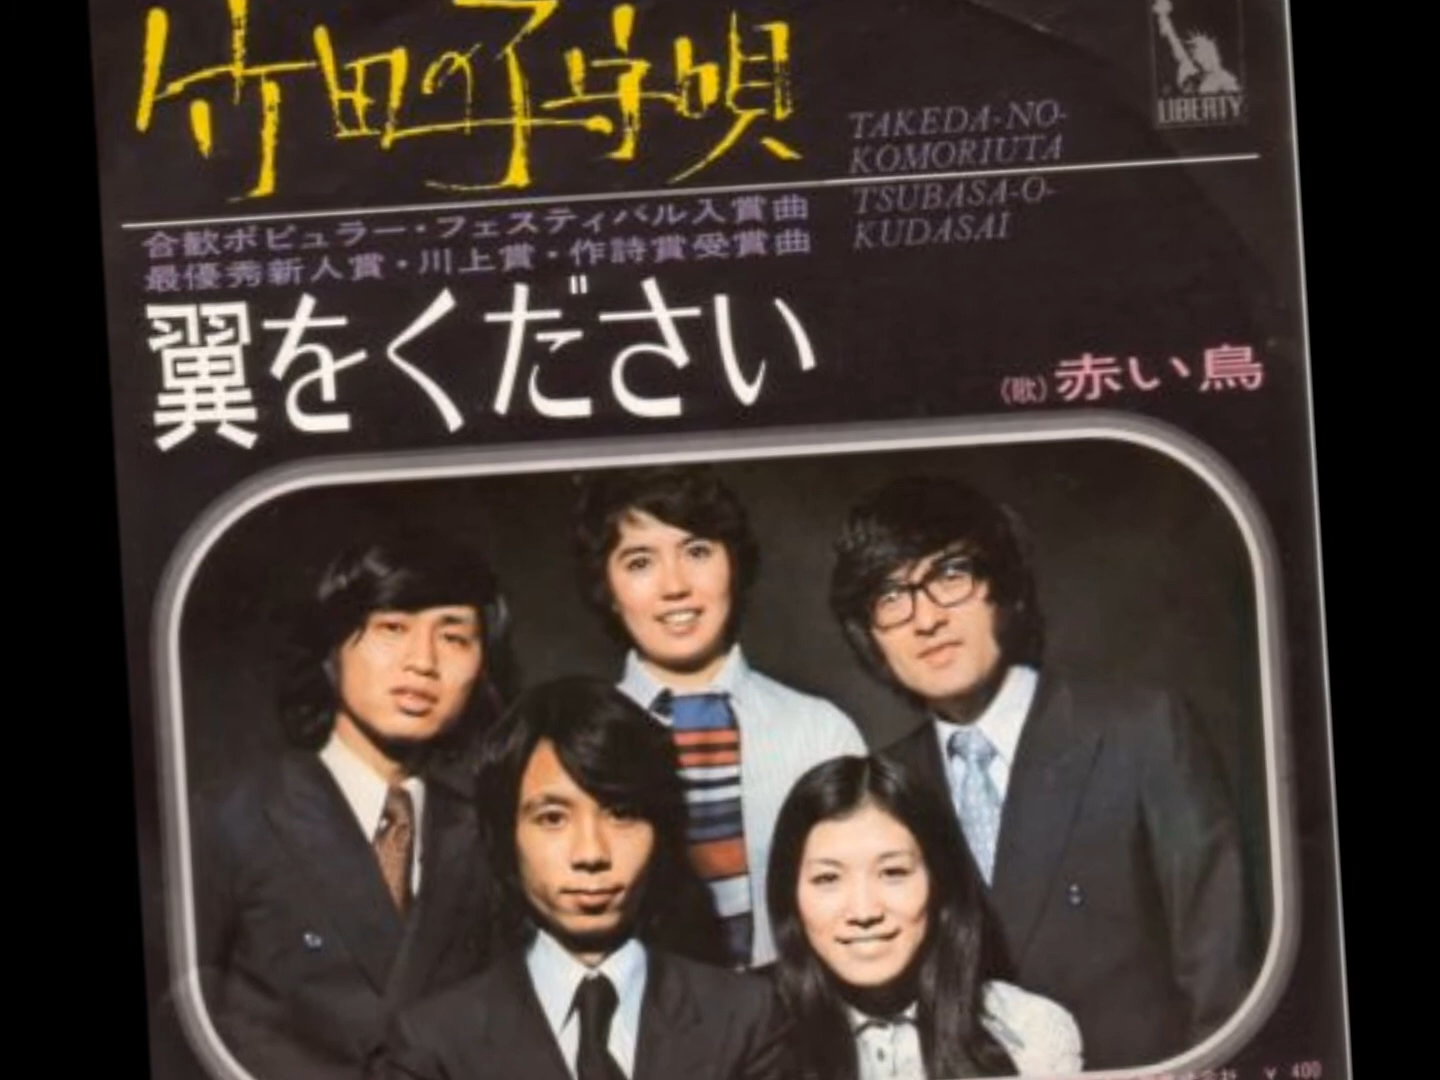 竹田の子守唄
LIBERTY
TAKEDA-NO-
KOMORIUTA
TSUBASA-O-
KUDASAI
合歓ポピュラー・フェスティバル入賞曲
最優秀新人賞・川上賞・作詩賞受賞曲
翼をください
(歌)赤い鳥
¥ 400